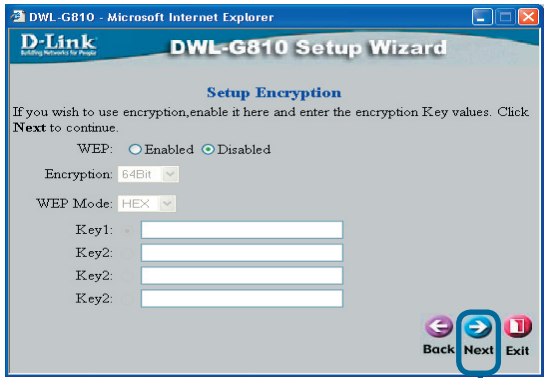 DWL-G810 - Microsoft Internet Explorer
D-Link
Building Networks for People
DWL-G810 Setup Wizard
Setup Encryption
If you wish to use encryption,enable it here and enter the encryption Key values. Click
Next to continue.
WEP: Enabled Disabled
Encryption: 64Bit
WEP Mode: HEX
Key1:
Key2:
Key2:
Key2:
Back Next Exit